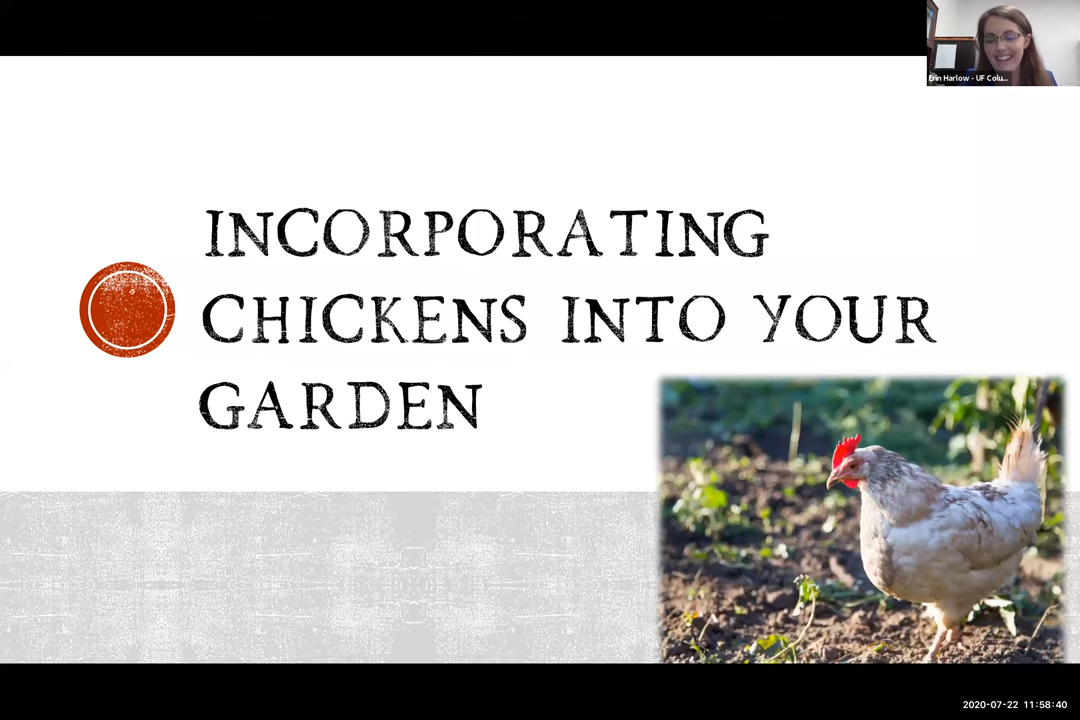 Erin Harlow - UF Colu...
INCORPORATING
CHICKENS INTO YOUR
GARDEN
2020-07-22 11:58:40